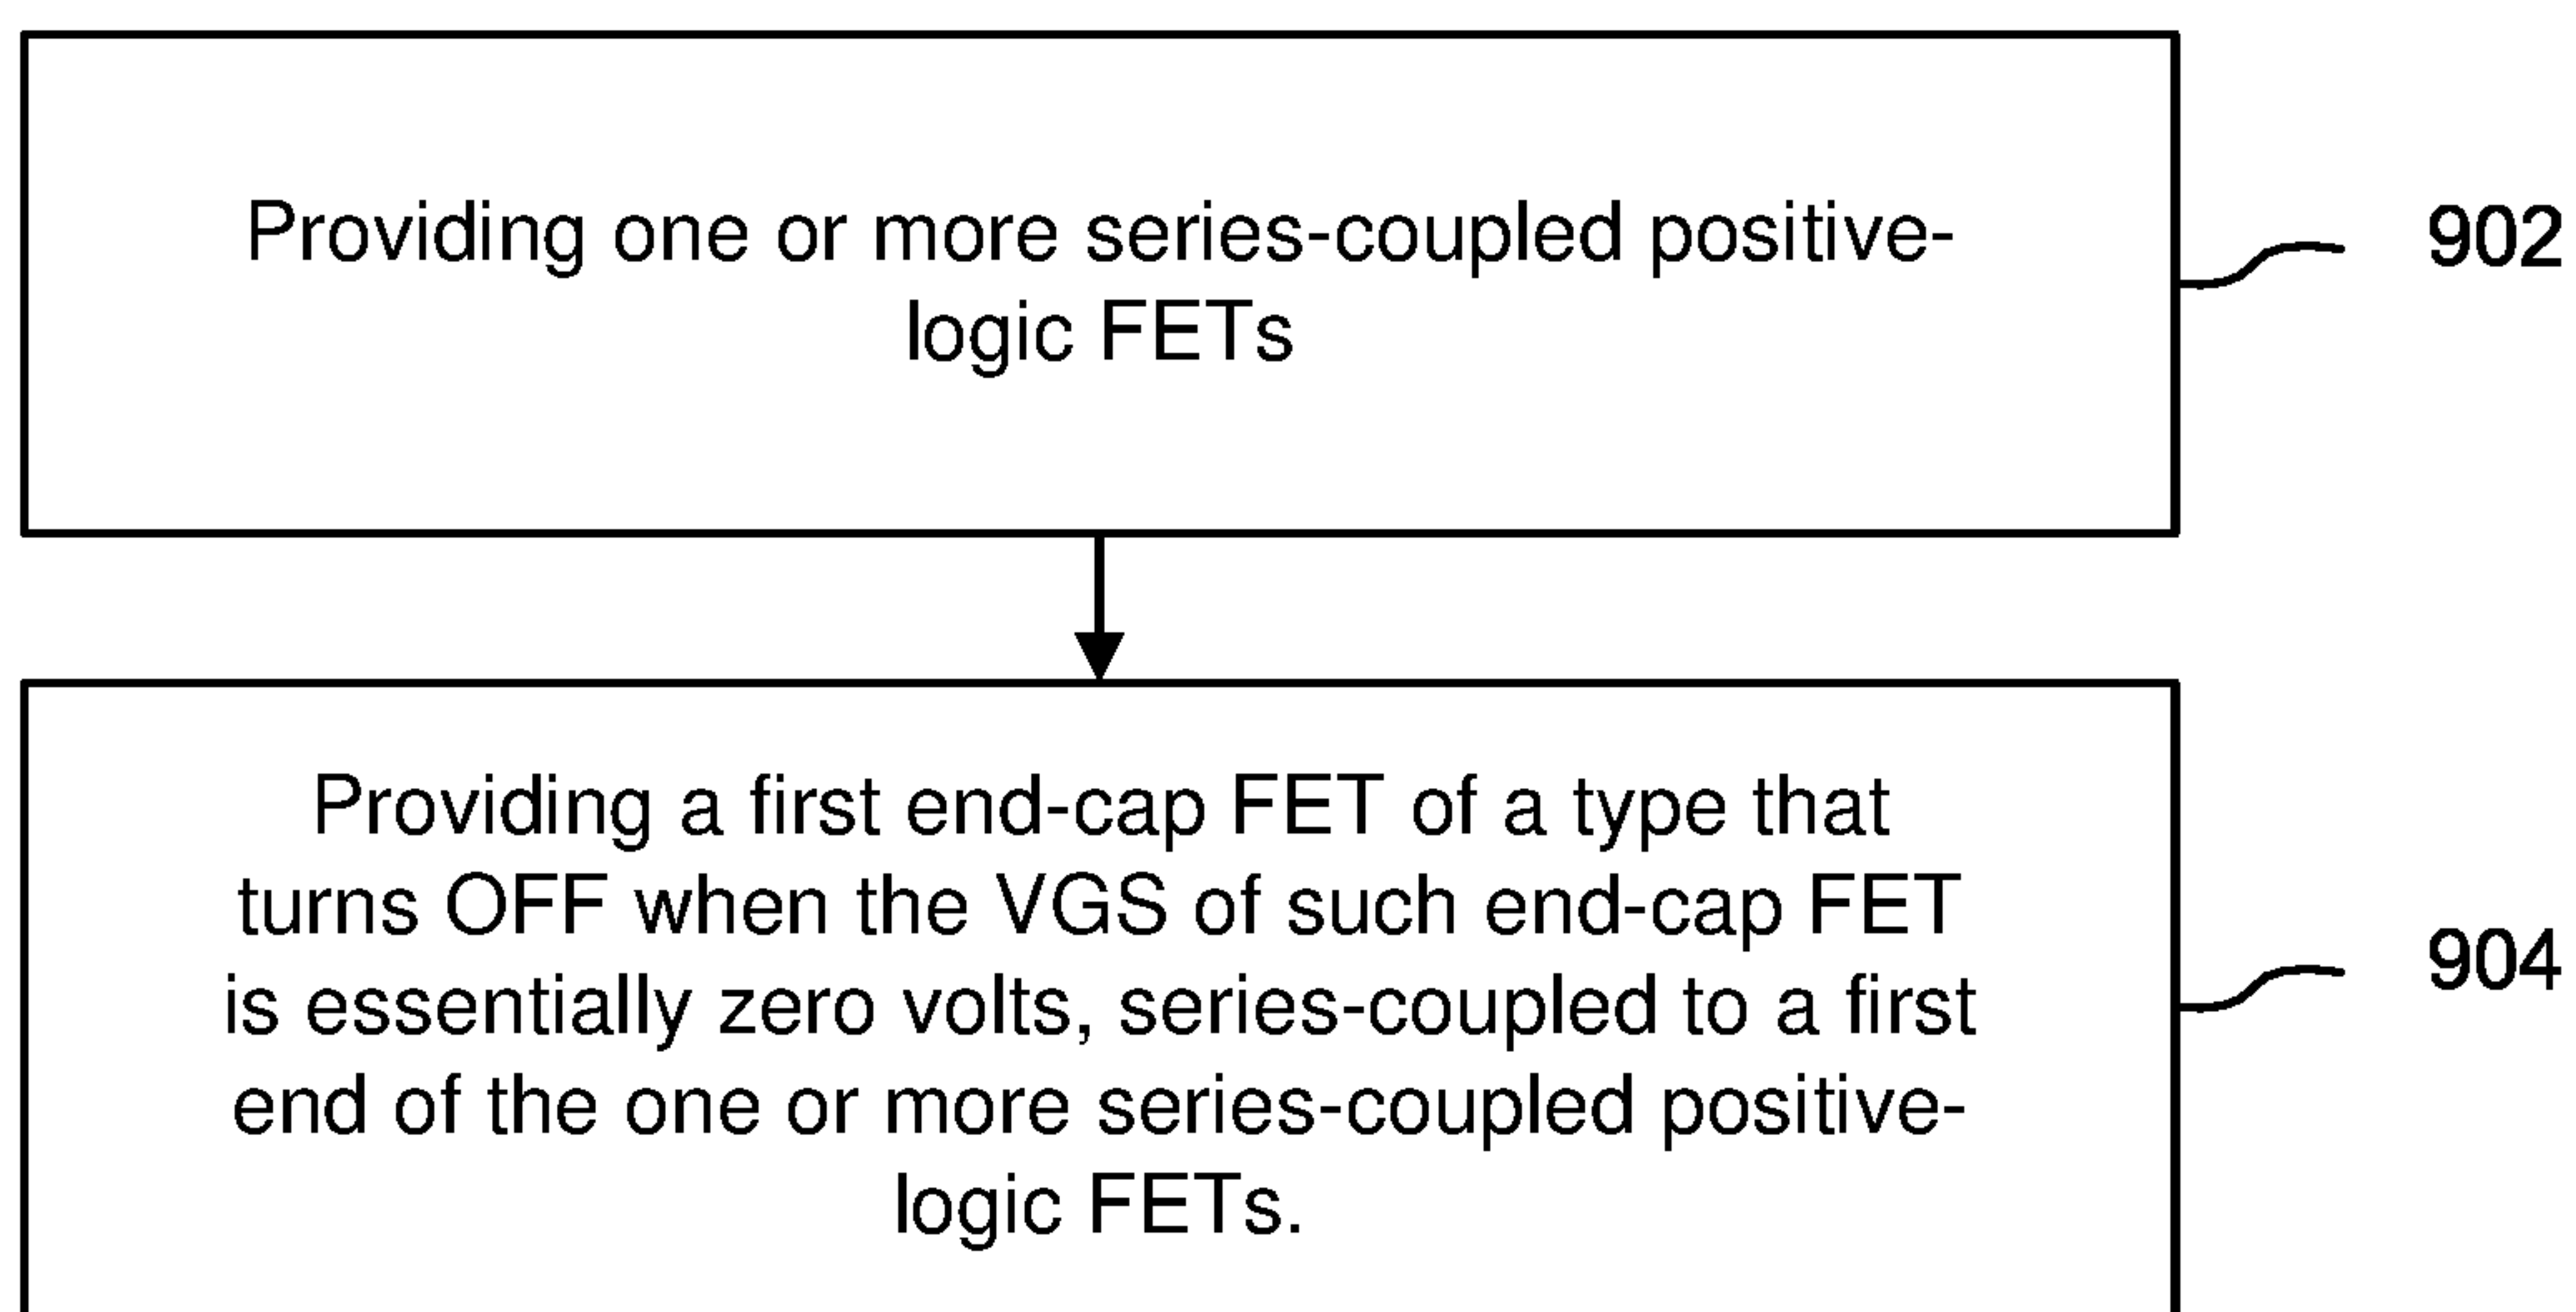 Providing one or more series-coupled positive-
logic FETs
902
Providing a first end-cap FET of a type that
turns OFF when the VGS of such end-cap FET
is essentially zero volts, series-coupled to a first
end of the one or more series-coupled positive-
logic FETs.
904